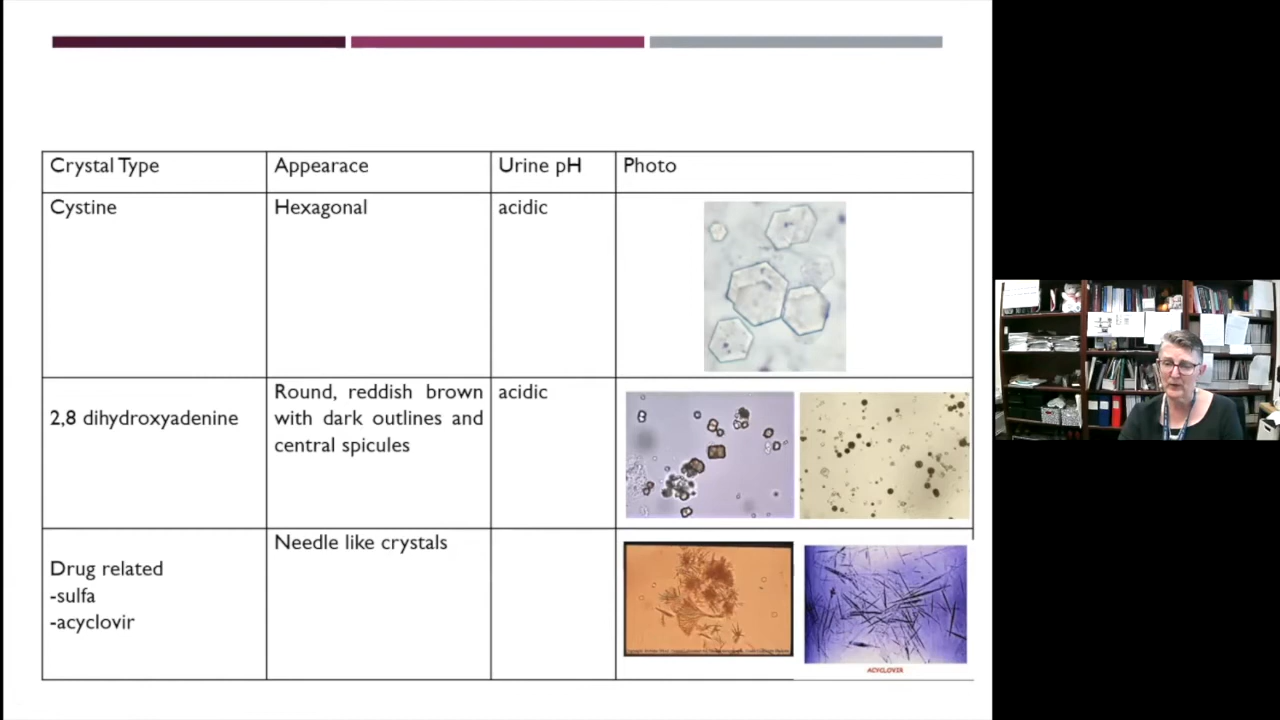 Crystal Type
Appearace
Urine pH
Photo
Cystine
Hexagonal
acidic
2,8 dihydroxyadenine
Round, reddish brown
with dark outlines and
central spicules
acidic
Drug related
-sulfa
-acyclovir
Needle like crystals
ACYCLOVIR